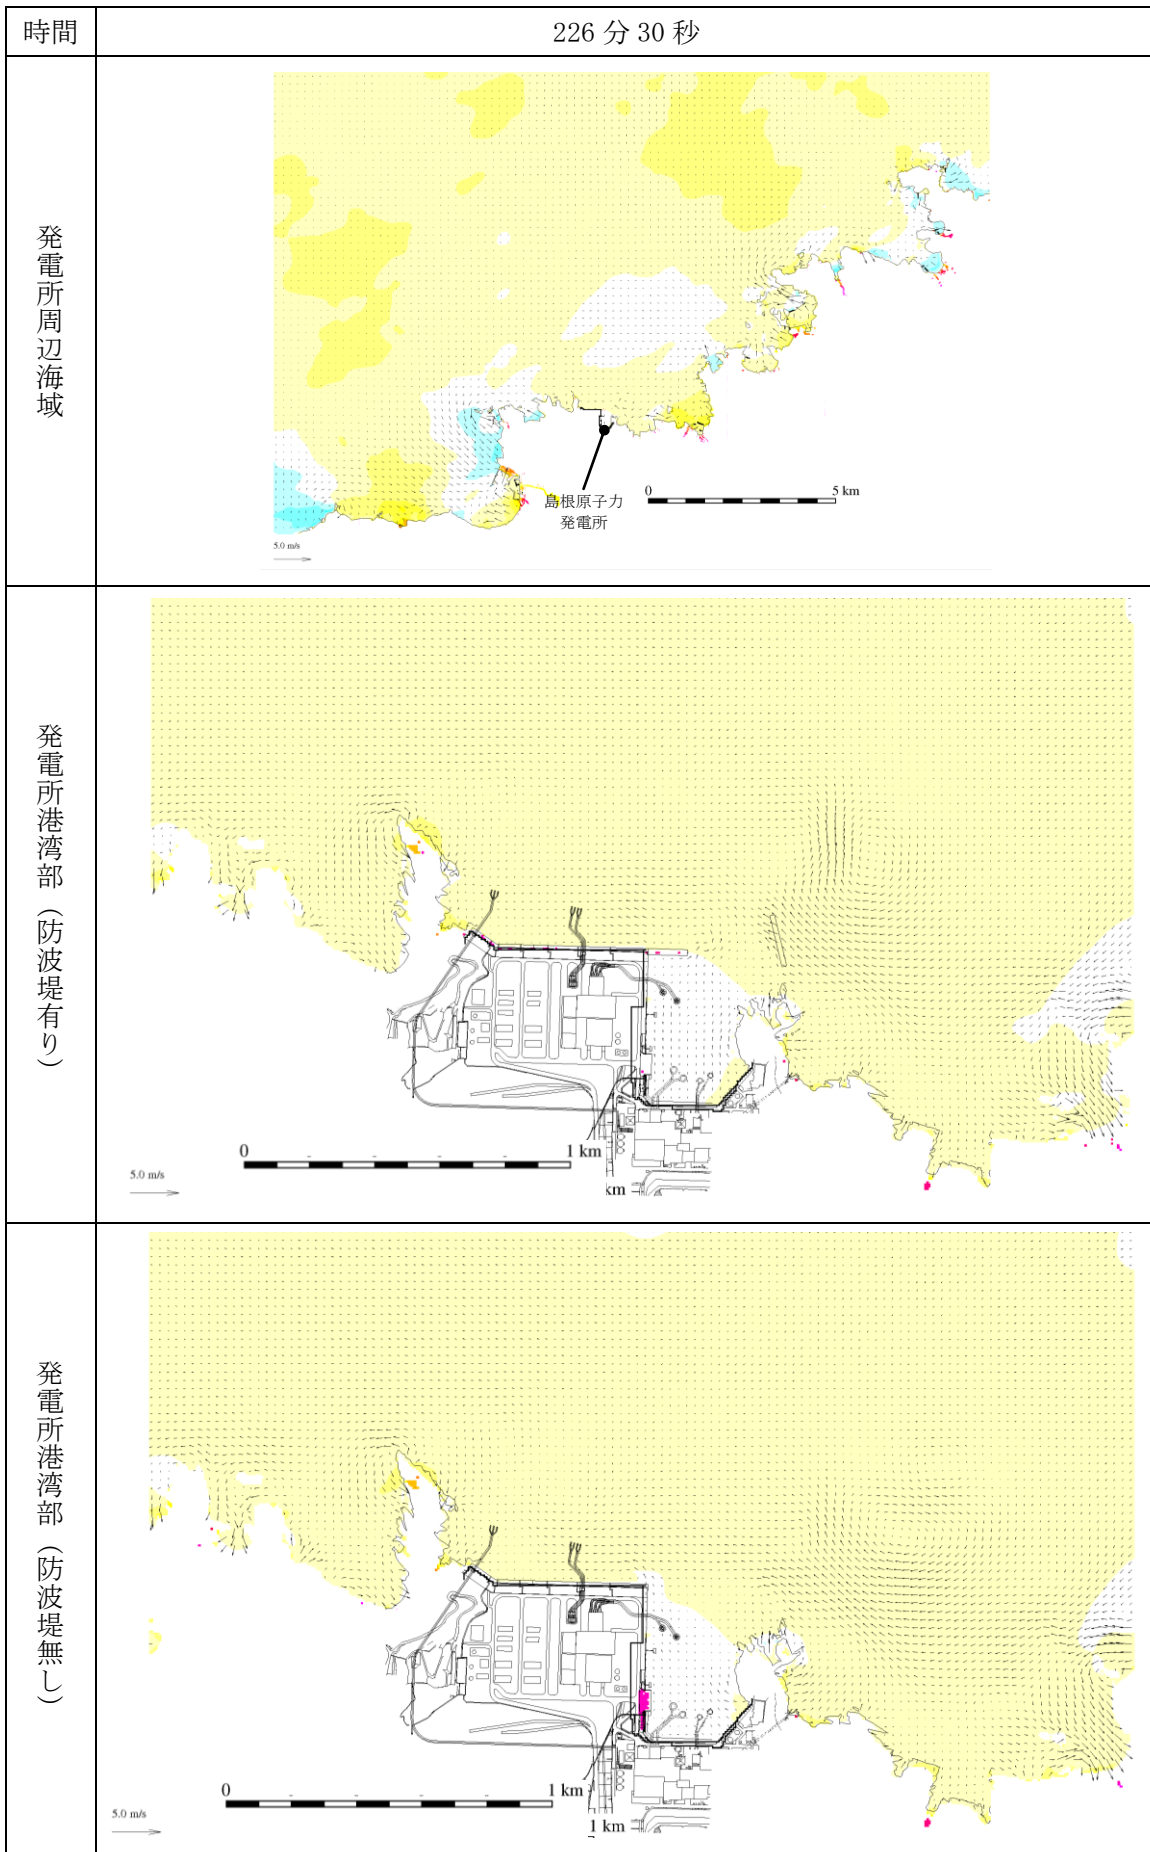 時間
226 分 30 秒
発電所周辺海域
島根原子力
発電所
0
5 km
5.0 m/s
発電所港湾部（防波堤有り）
0
1 km
5.0 m/s
km
発電所港湾部（防波堤無し）
0
1 km
5.0 m/s
1 km